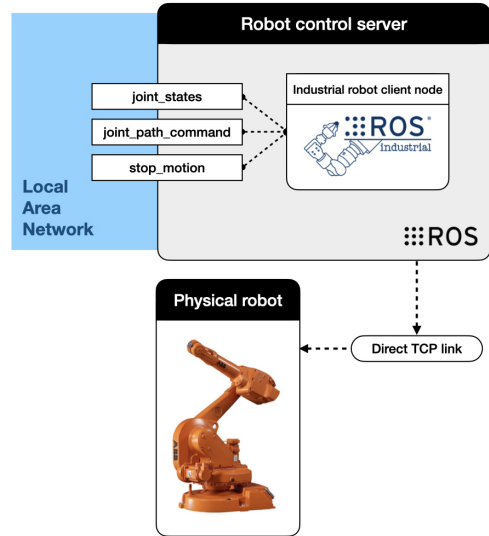 Robot control server
joint_states
joint_path_command
stop_motion
Industrial robot client node
ROS
industrial
Local
Area
Network
ROS
Physical robot
Direct TCP link
ABB